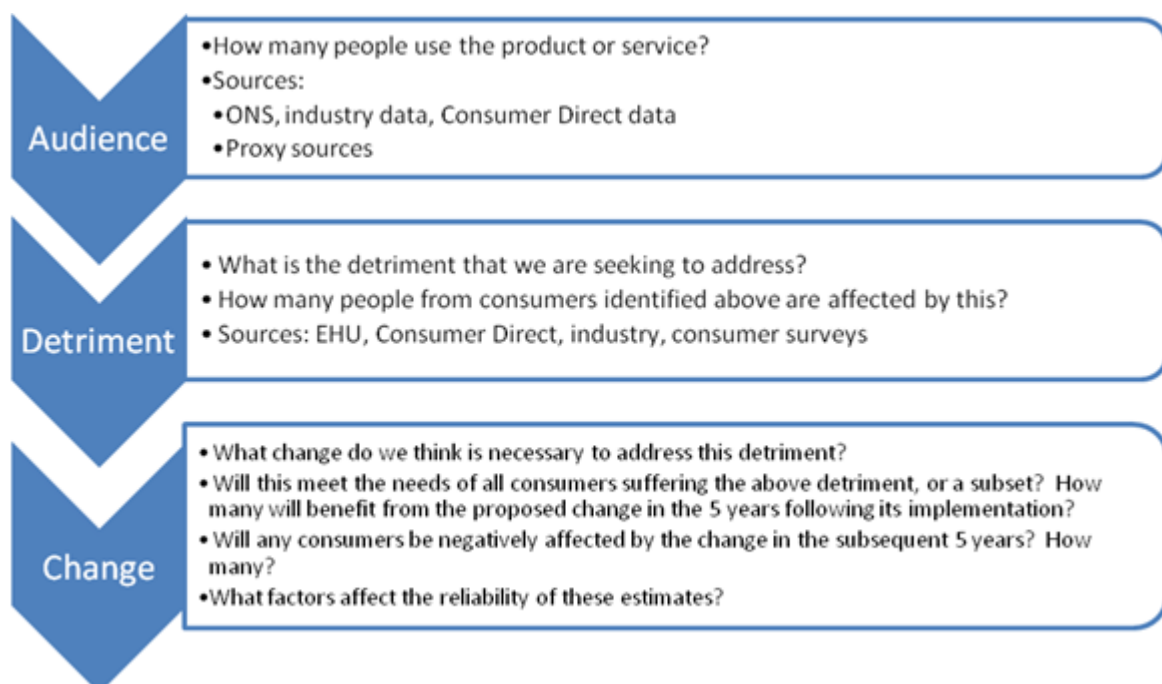 Audience
•How many people use the product or service?
•Sources:
•ONS, industry data, Consumer Direct data
•Proxy sources
Detriment
• What is the detriment that we are seeking to address?
• How many people from consumers identified above are affected by this?
• Sources: EHU, Consumer Direct, industry, consumer surveys
Change
• What change do we think is necessary to address this detriment?
• Will this meet the needs of all consumers suffering the above detriment, or a subset? How
many will benefit from the proposed change in the 5 years following its implementation?
• Will any consumers be negatively affected by the change in the subsequent 5 years? How
many?
•What factors affect the reliability of these estimates?